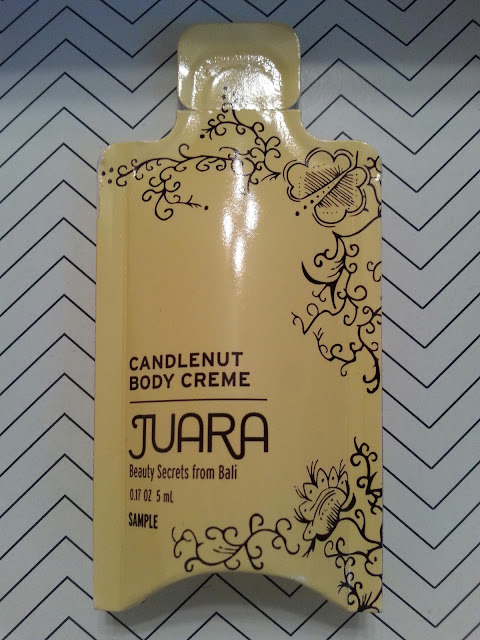 CANDLENUT
BODY CREME
JUARA
Beauty Secrets from Bali
0.17 OZ 5 mL
SAMPLE